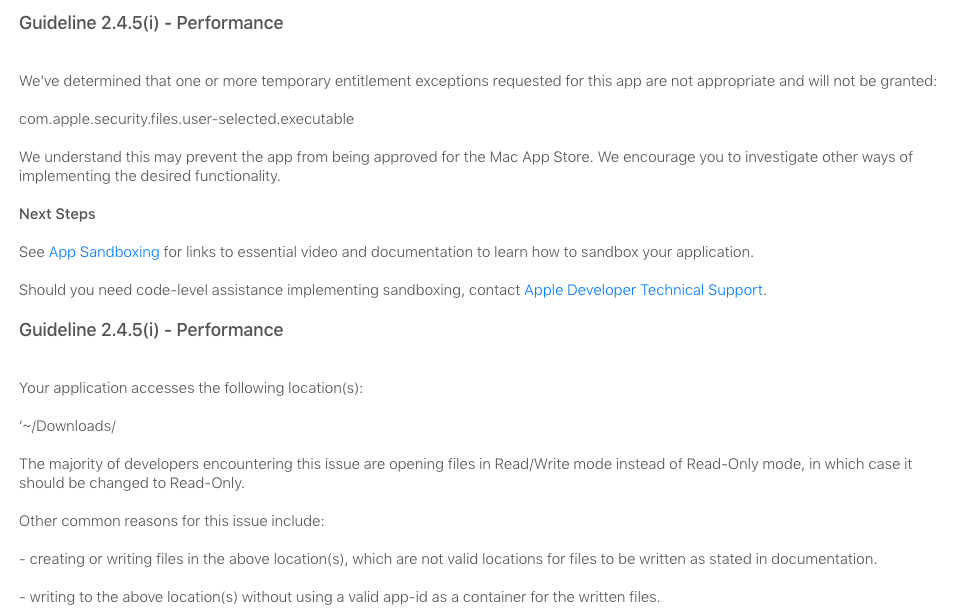 Guideline 2.4.5(i) - Performance
We've determined that one or more temporary entitlement exceptions requested for this app are not appropriate and will not be granted:
com.apple.security.files.user-selected.executable
We understand this may prevent the app from being approved for the Mac App Store. We encourage you to investigate other ways of
implementing the desired functionality.
Next Steps
See App Sandboxing for links to essential video and documentation to learn how to sandbox your application.
Should you need code-level assistance implementing sandboxing, contact Apple Developer Technical Support.
Guideline 2.4.5(i) - Performance
Your application accesses the following location(s):
‘~/Downloads/
The majority of developers encountering this issue are opening files in Read/Write mode instead of Read-Only mode, in which case it
should be changed to Read-Only.
Other common reasons for this issue include:
- creating or writing files in the above location(s), which are not valid locations for files to be written as stated in documentation.
- writing to the above location(s) without using a valid app-id as a container for the written files.